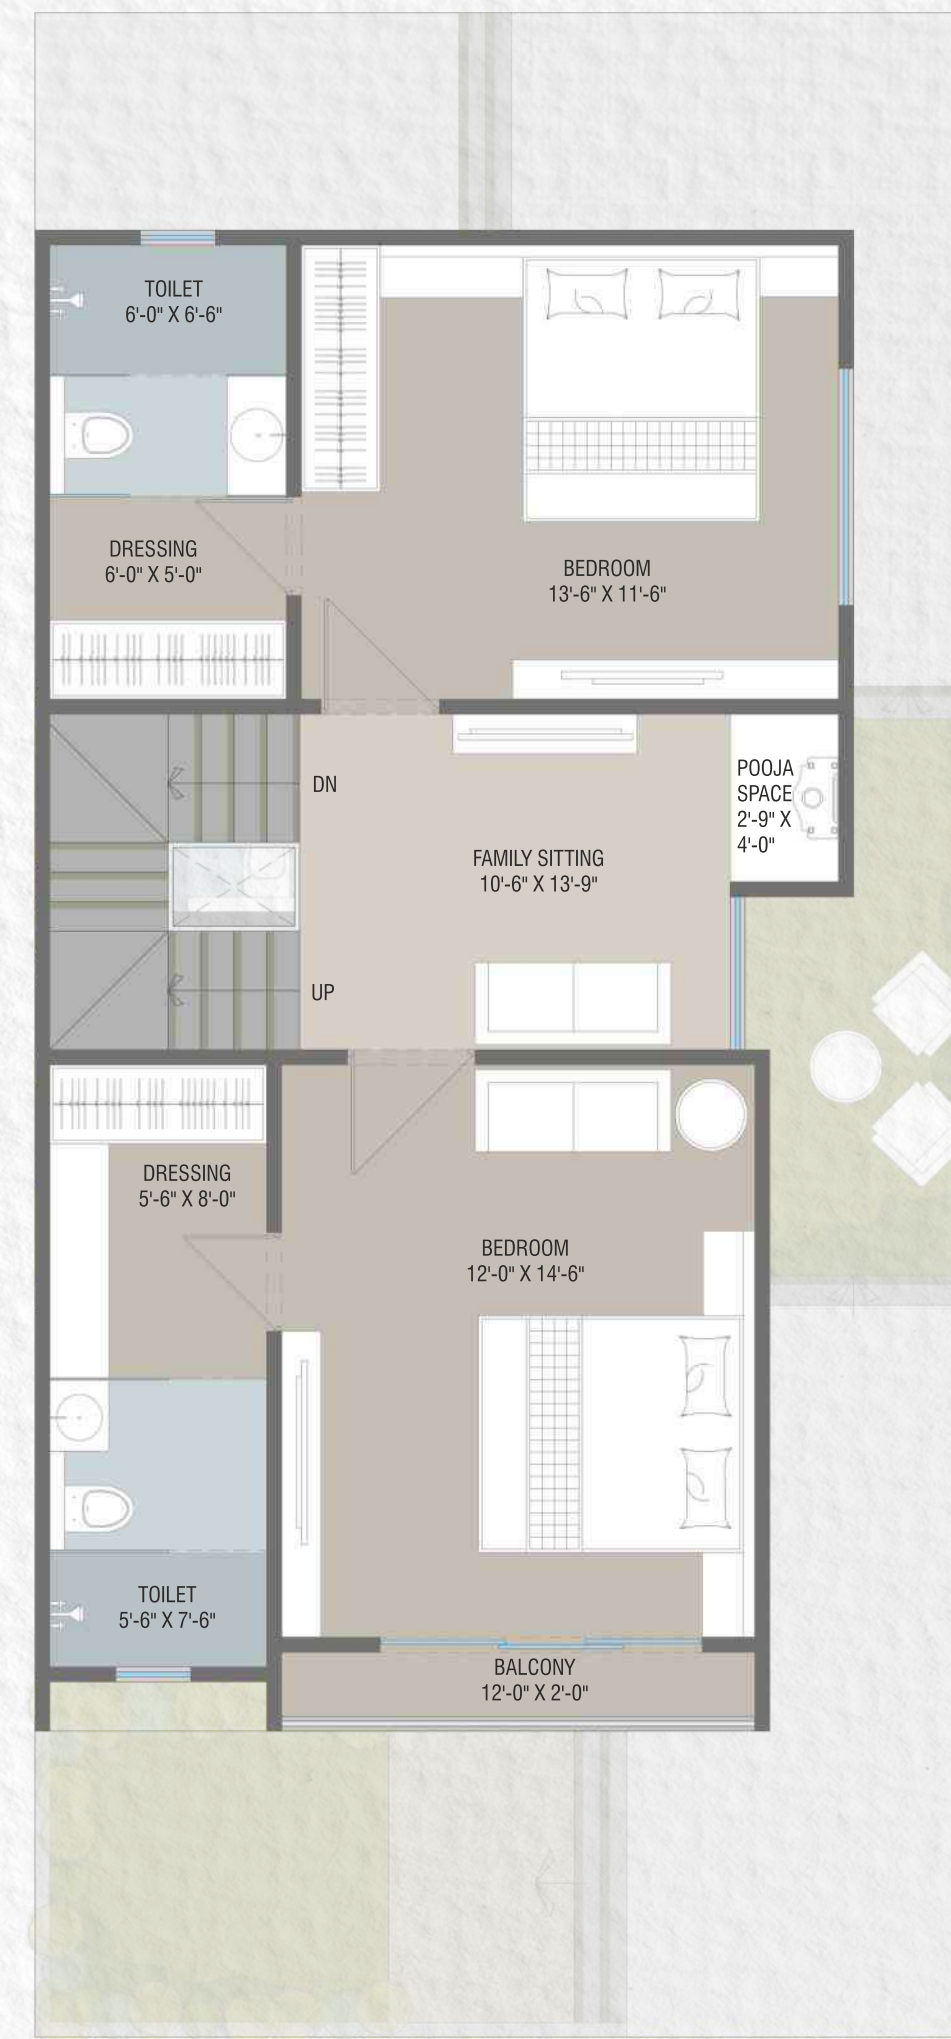 TOILET
6'-0" X 6'-6"
DRESSING
6'-0" X 5'-0"
BEDROOM
13'-6" X 11'-6"
DN
POOJA
SPACE
2'-9" X
4'-0"
FAMILY SITTING
10'-6" X 13'-9"
UP
DRESSING
5'-6" X 8'-0"
BEDROOM
12'-0" X 14'-6"
TOILET
5'-6" X 7'-6"
BALCONY
12'-0" X 2'-0"